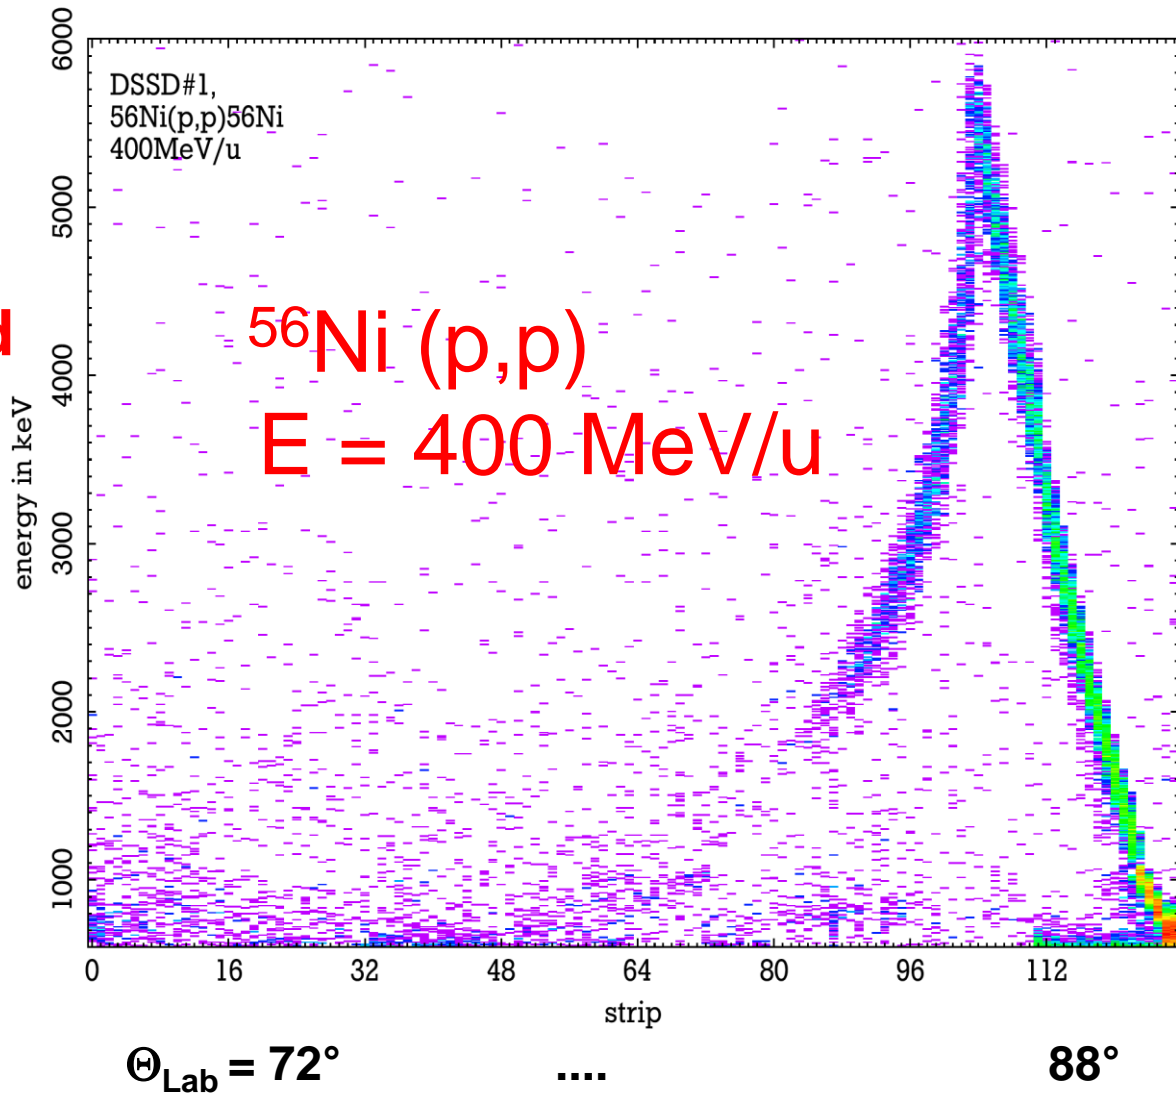 6000
DSSD#1,
56Ni(p,p)56Ni
400MeV/u
5000
56Ni (p,p)
4000
E = 400 MeV/u
energy in keV
3000
2000
1000
0 16 32 48 64 80 96 112
strip
ΘLab = 72° .... 88°